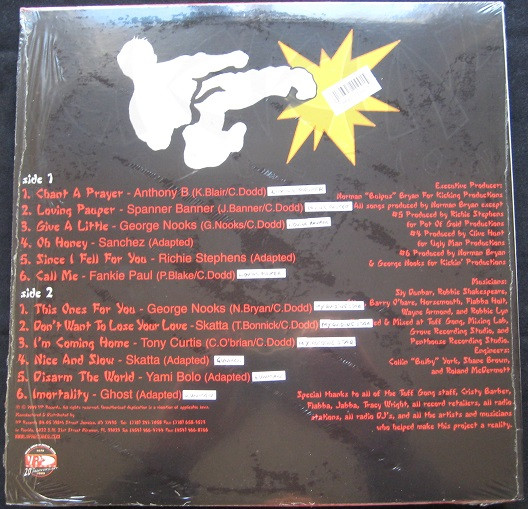 side 1
1. Chant A Prayer - Anthony B (K.Blair/C.Dodd)
2. Loving Pauper - Spanner Banner (J.Banner/C.Dodd)
3. Give A Little - George Nooks (G.Nooks/C.Dodd)
4. Oh Honey - Sanchez (Adapted)
5. Since I Fell For You - Richie Stephens (Adapted)
6. Call Me - Fankie Paul (P.Blake/C.Dodd)
side 2
1. This Ones For You - George Nooks (N.Bryan/C.Dodd)
2. Don't Want To Lose Your Love - Skatta (T.Bonnick/C.Dodd)
3. I'm Coming Home - Tony Curtis (C.O'brian/C.Dodd)
4. Nice And Slow - Skatta (Adapted)
5. Disarm The World - Yami Bolo (Adapted)
6. Imortality - Ghost (Adapted)
VP Records
Executive Producer:
Norman "Bulpus" Bryan For Kicking Productions
All songs produced by Norman Bryan except
#5 Produced by Richie Stephens
for Pot Of Gold Productions
#6 Produced by Clive Hunt
for Ugly Man Productions
#6 Produced by N. Bryan
& George Nooks for Kickin' Productions
Musicians:
Sly Dunbar, Robbie Shakespeare,
Barry O'hare, Horsemouth, Flabba Holt,
Wayne Armond, and Robbie Lyn
& Mixed at Tuff Gong, Mixing Lab,
Grove Recording Studio, and
Penthouse Recording Studio.
Engineers:
Collin "Bulby" York, Shane Brown,
and Roland McDermott
Special thanks to all of the Tuff Gong staff, Cristy Barber,
Flabba, Jabba, Tracy Wright, all record retailers, all radio
stations, all radio DJ's, and all the artists and musicians
who helped make this project a reality.